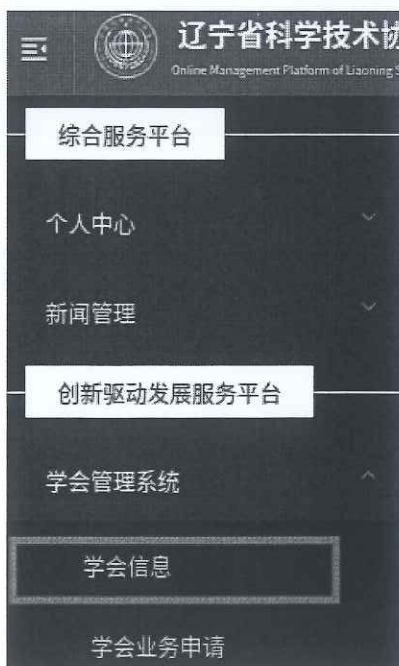 辽宁省科学技术协
Online Management Platform of Liaoning S
综合服务平台
个人中心
新闻管理
创新驱动发展服务平台
学会管理系统
学会信息
学会业务申请